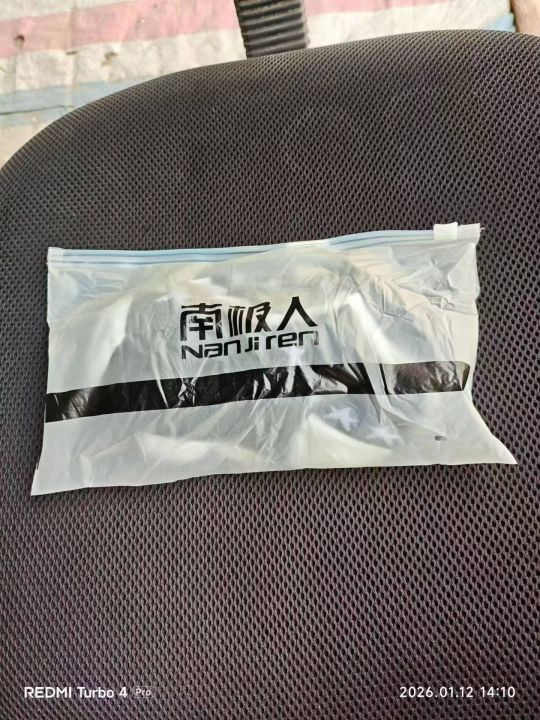 南极人
NanJiren
REDMI Turbo 4 Pro
2026.01.12 14:10